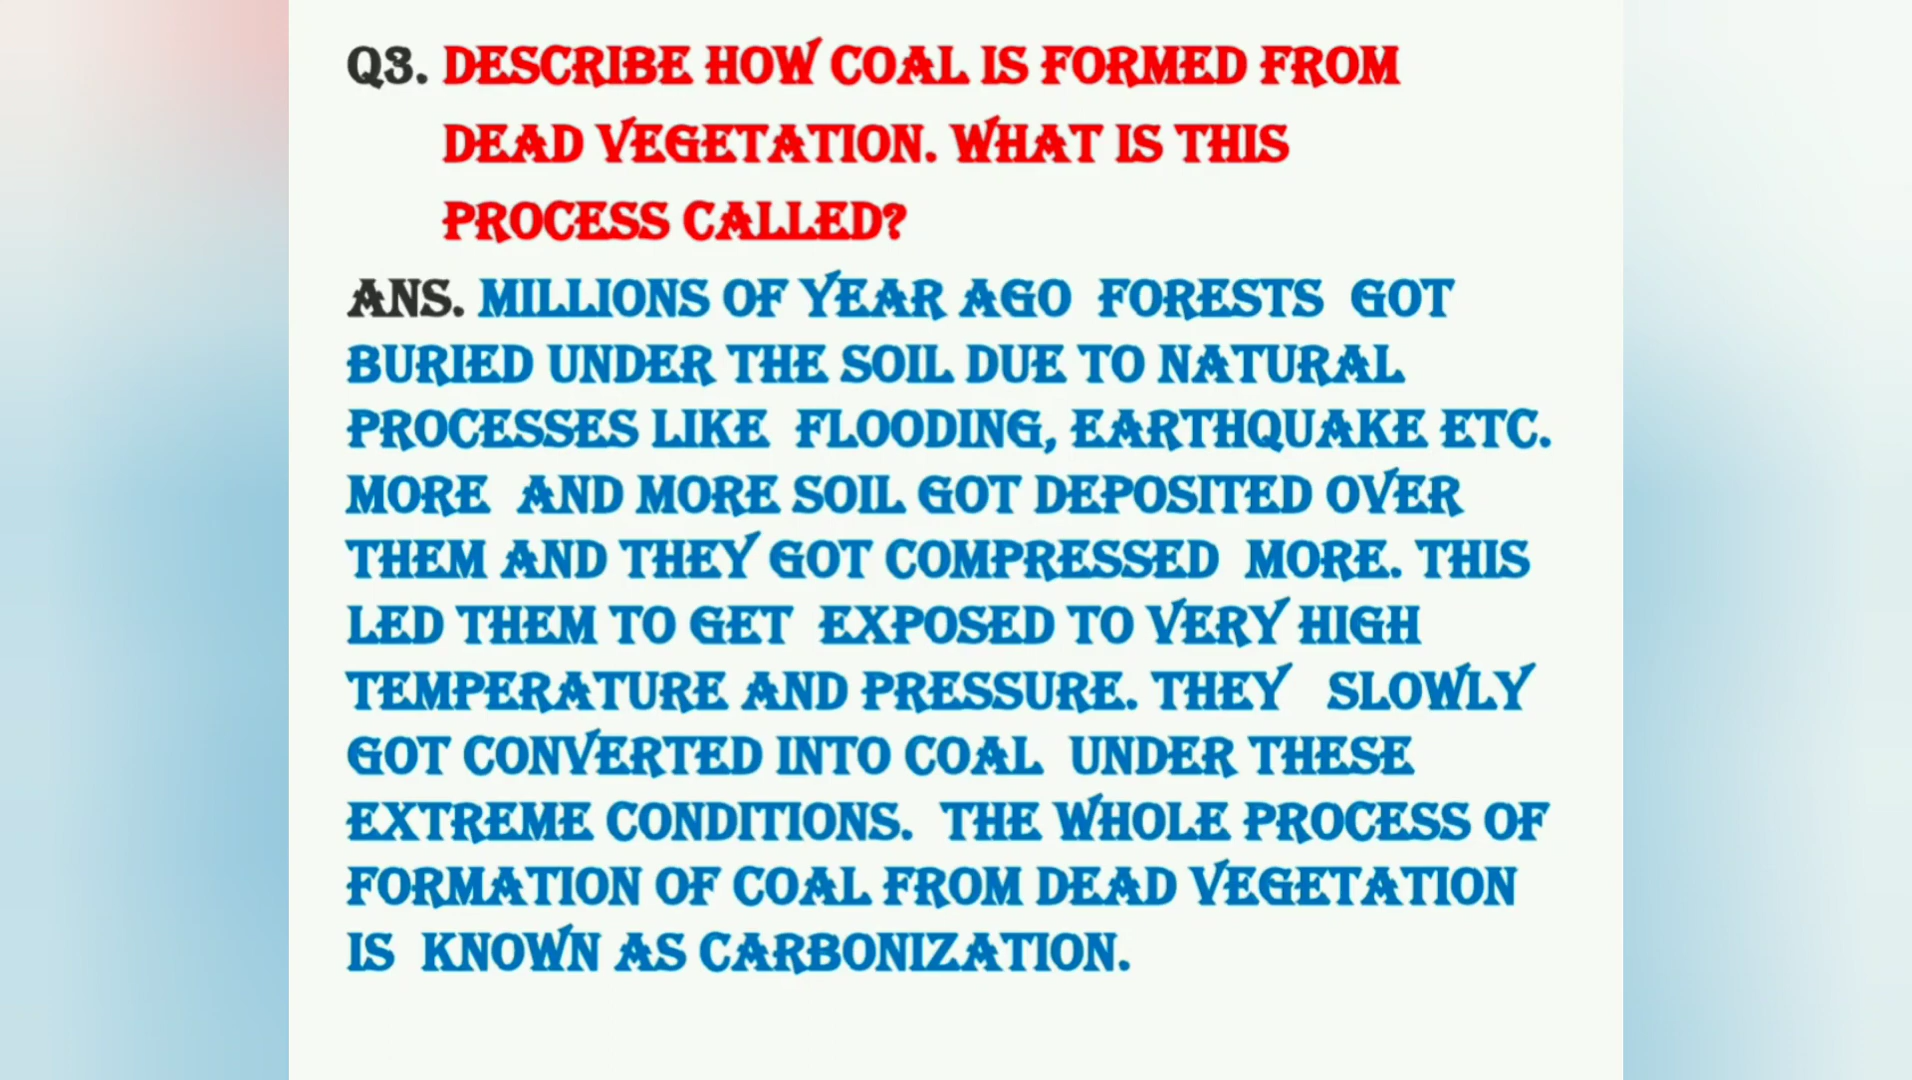 Q3. DESCRIBE HOW COAL IS FORMED FROM
DEAD VEGETATION. WHAT IS THIS
PROCESS CALLED?
ANS. MILLIONS OF YEAR AGO FORESTS GOT
BURIED UNDER THE SOIL DUE TO NATURAL
PROCESSES LIKE FLOODING, EARTHQUAKE ETC.
MORE AND MORE SOIL GOT DEPOSITED OVER
THEM AND THEY GOT COMPRESSED MORE. THIS
LED THEM TO GET EXPOSED TO VERY HIGH
TEMPERATURE AND PRESSURE. THEY SLOWLY
GOT CONVERTED INTO COAL UNDER THESE
EXTREME CONDITIONS. THE WHOLE PROCESS OF
FORMATION OF COAL FROM DEAD VEGETATION
IS KNOWN AS CARBONIZATION.